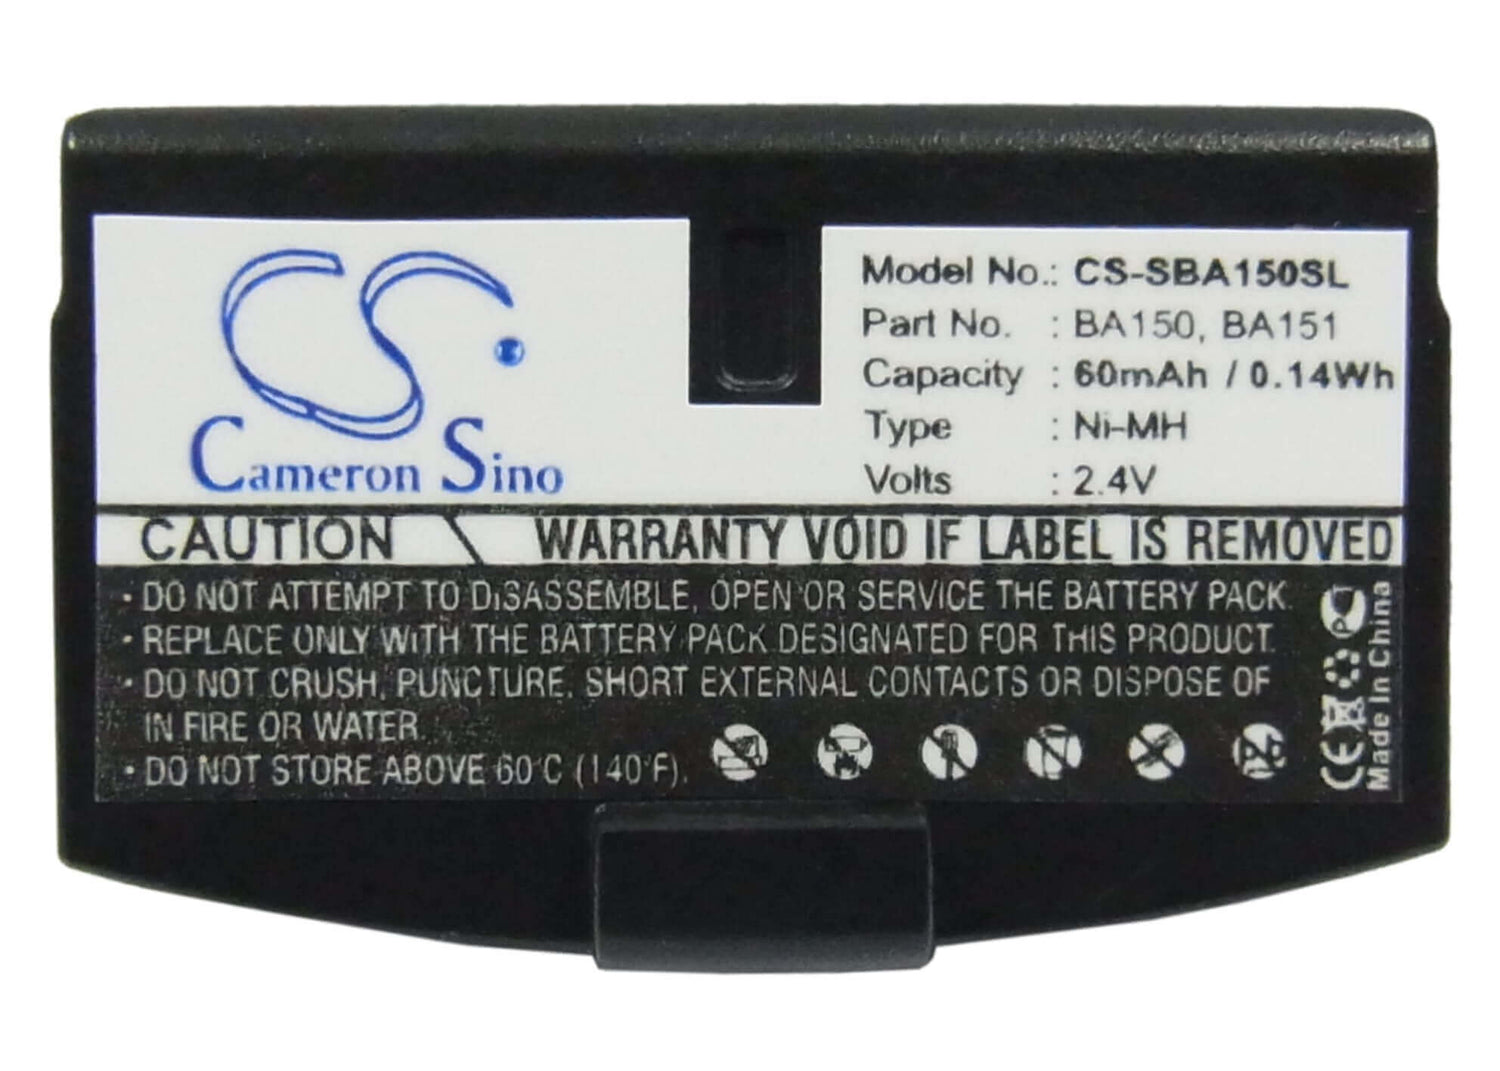 CS
Cameron Sino
Model No.: CS-SBA150SL
Part No. : BA150, BA151
Capacity : 60mAh / 0.14Wh
Type : Ni-MH
Volts : 2.4V
CAUTION WARRANTY VOID IF LABEL IS REMOVED
· DO NOT ATTEMPT TO DISASSEMBLE, OPEN OR SERVICE THE BATTERY PACK.
· REPLACE ONLY WITH THE BATTERY PACK DESIGNATED FOR THIS PRODUCT.
· DO NOT CRUSH, PUNCTURE, SHORT EXTERNAL CONTACTS OR DISPOSE OF
IN FIRE OR WATER.
· DO NOT STORE ABOVE 60°C (140°F).
CE
Made In China